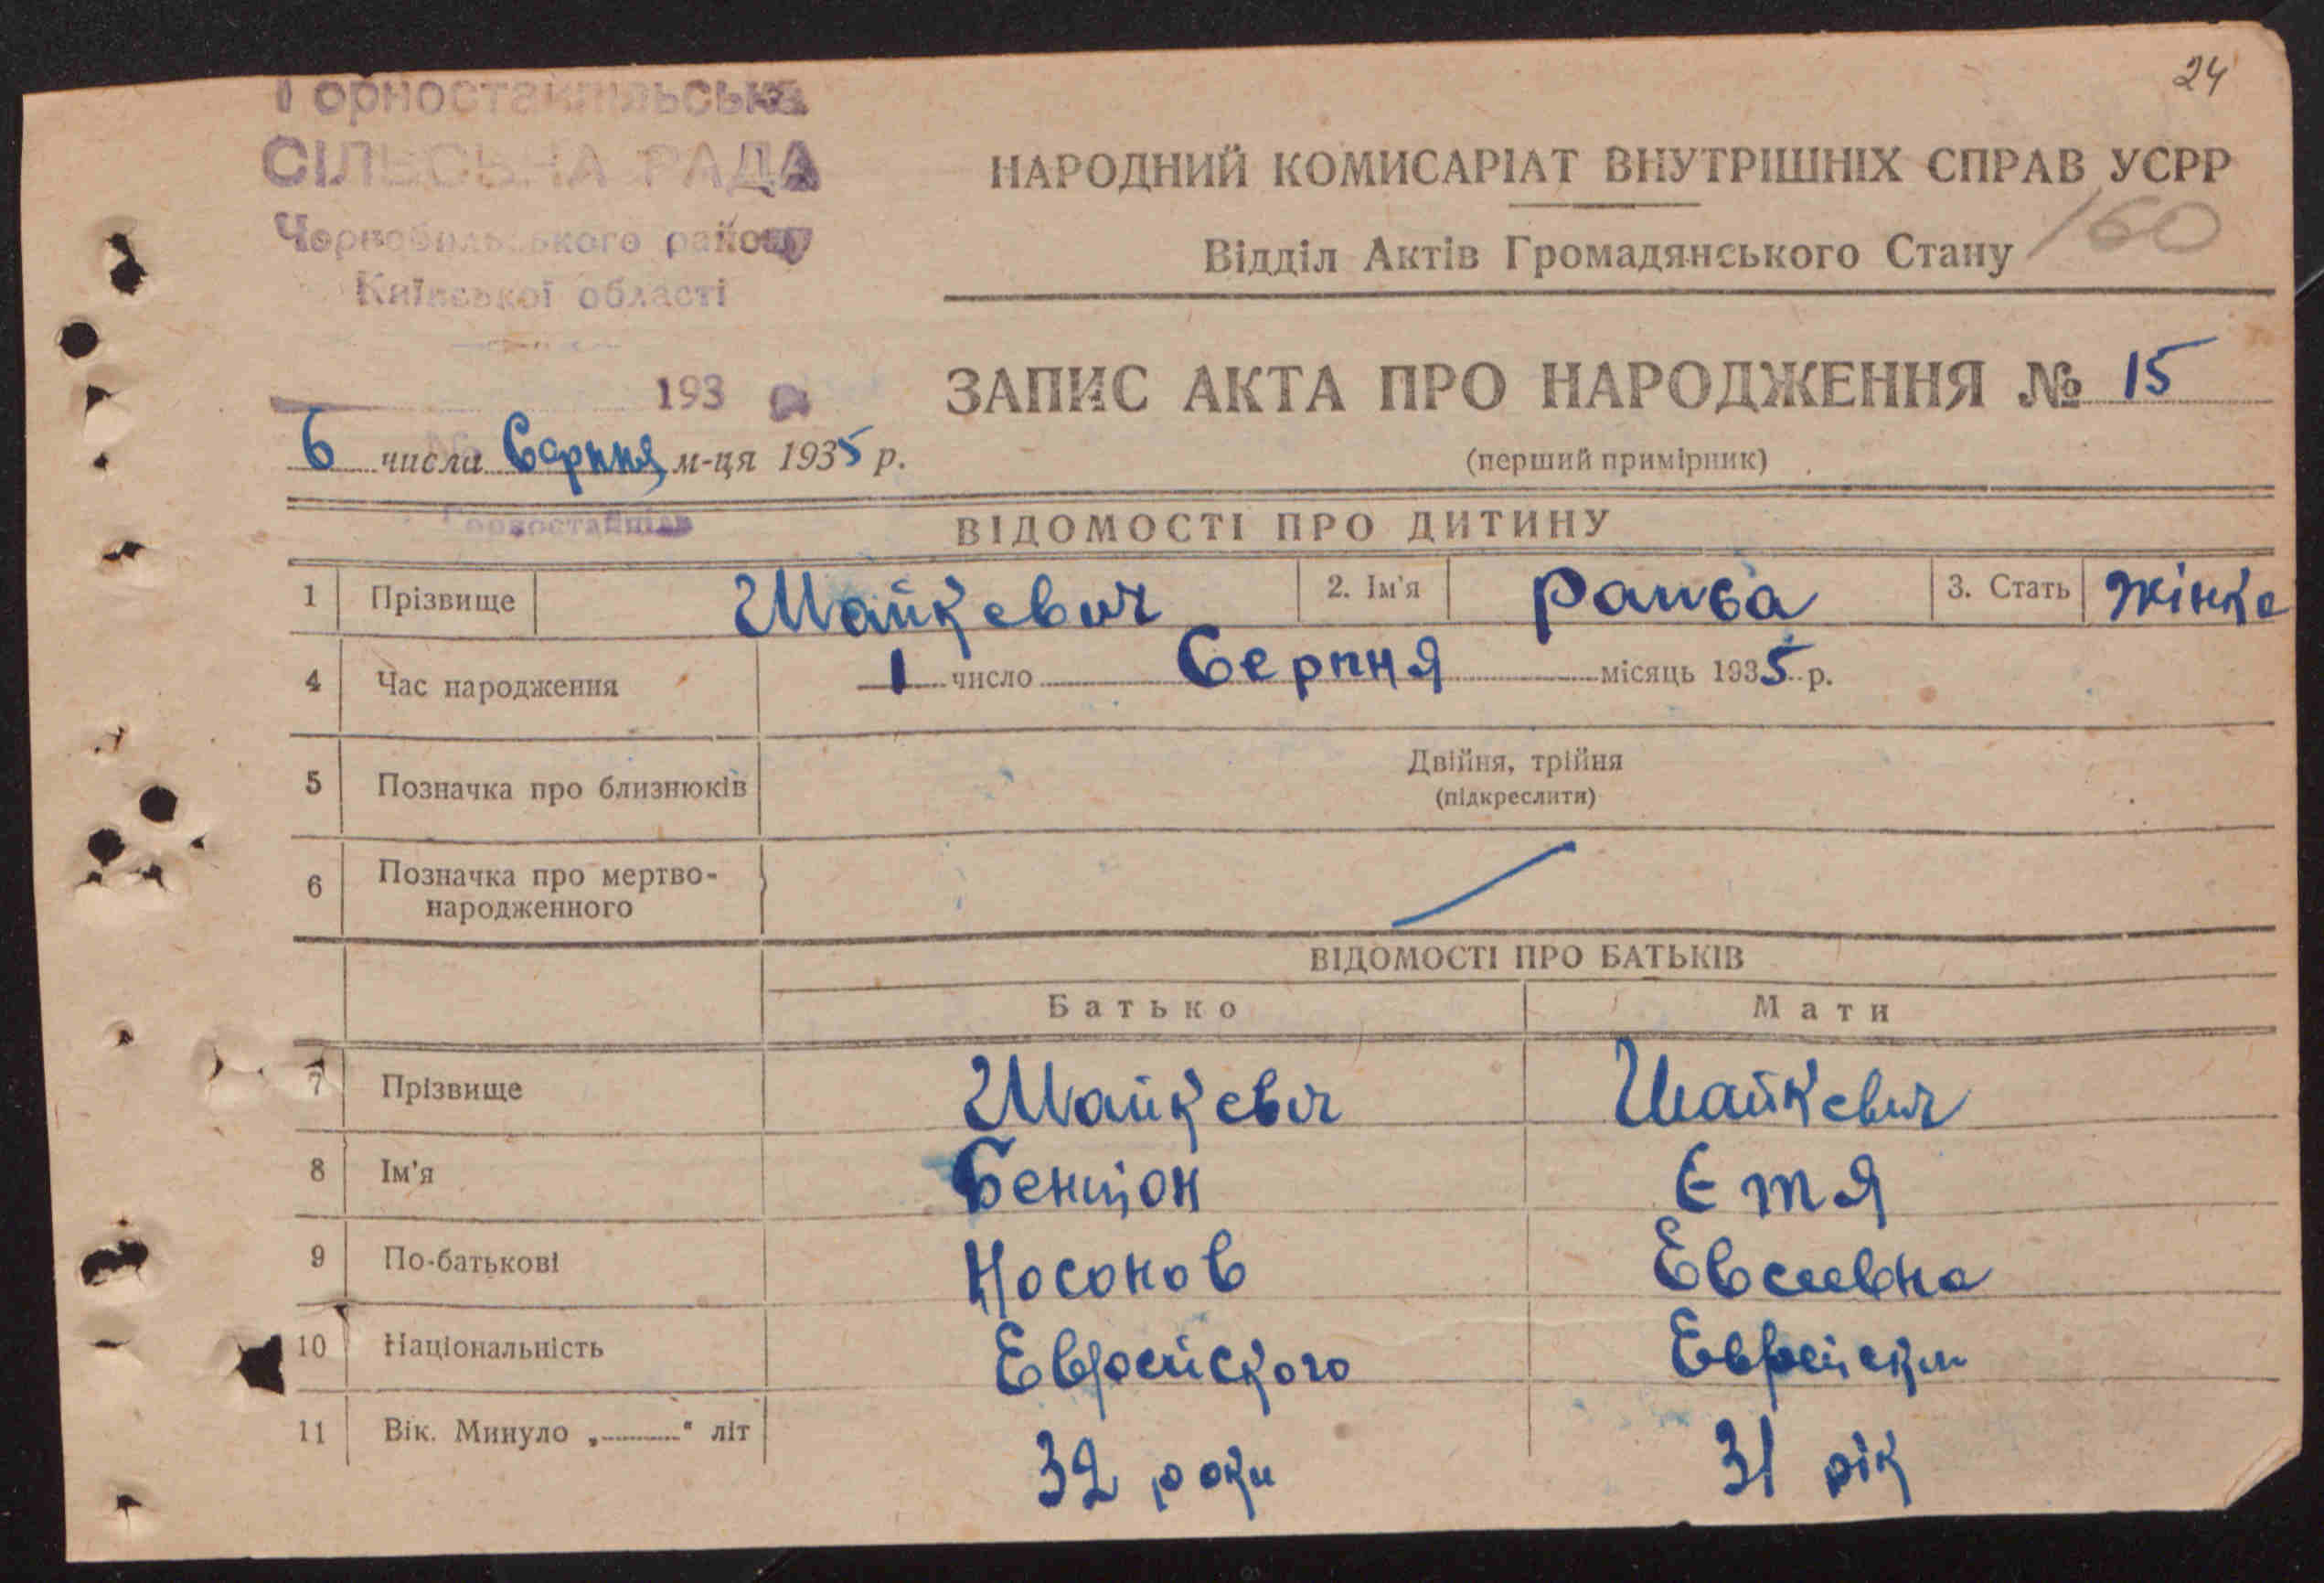 24
Горностайпільська
СІЛЬСЬКА РАДА
Чорнобильського району
Київської області
193
НАРОДНИЙ КОМИСАРІАТ ВНУТРІШНІХ СПРАВ УСРР
160
Відділ Актів Громадянського Стану
ЗАПИС АКТА ПРО НАРОДЖЕННЯ № 15
(перший примірник)
6 числа Серпня м-ця 1935 р.
Горностайпіль
ВІДОМОСТІ ПРО ДИТИНУ
1 Прізвище Шайкевич 2. Ім'я 3. Стать жінка
4 Час народження 1 число Серпня місяць 1935 р.
5 Позначка про близнюків Двійня, трійня
(підкреслити)
6 Позначка про мертво-
народженного
ВІДОМОСТІ ПРО БАТЬКІВ
Батько Мати
7 Прізвище Шайкевич Шайкевич
8 Ім'я Бенціон Етя
9 По-батькові Носонов Евсеевна
10 Національність Еврейского
11 Вік. Минуло „ “ літ 32 роки 31 рік